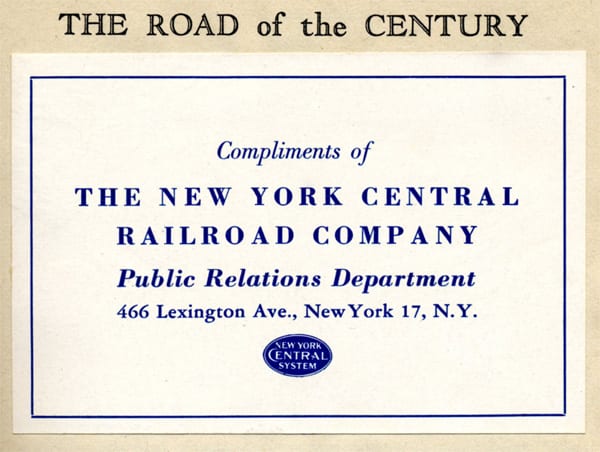 THE ROAD of the CENTURY
Compliments of
THE NEW YORK CENTRAL
RAILROAD COMPANY
Public Relations Department
466 Lexington Ave., New York 17, N.Y.
NEW YORK
CENTRAL
SYSTEM